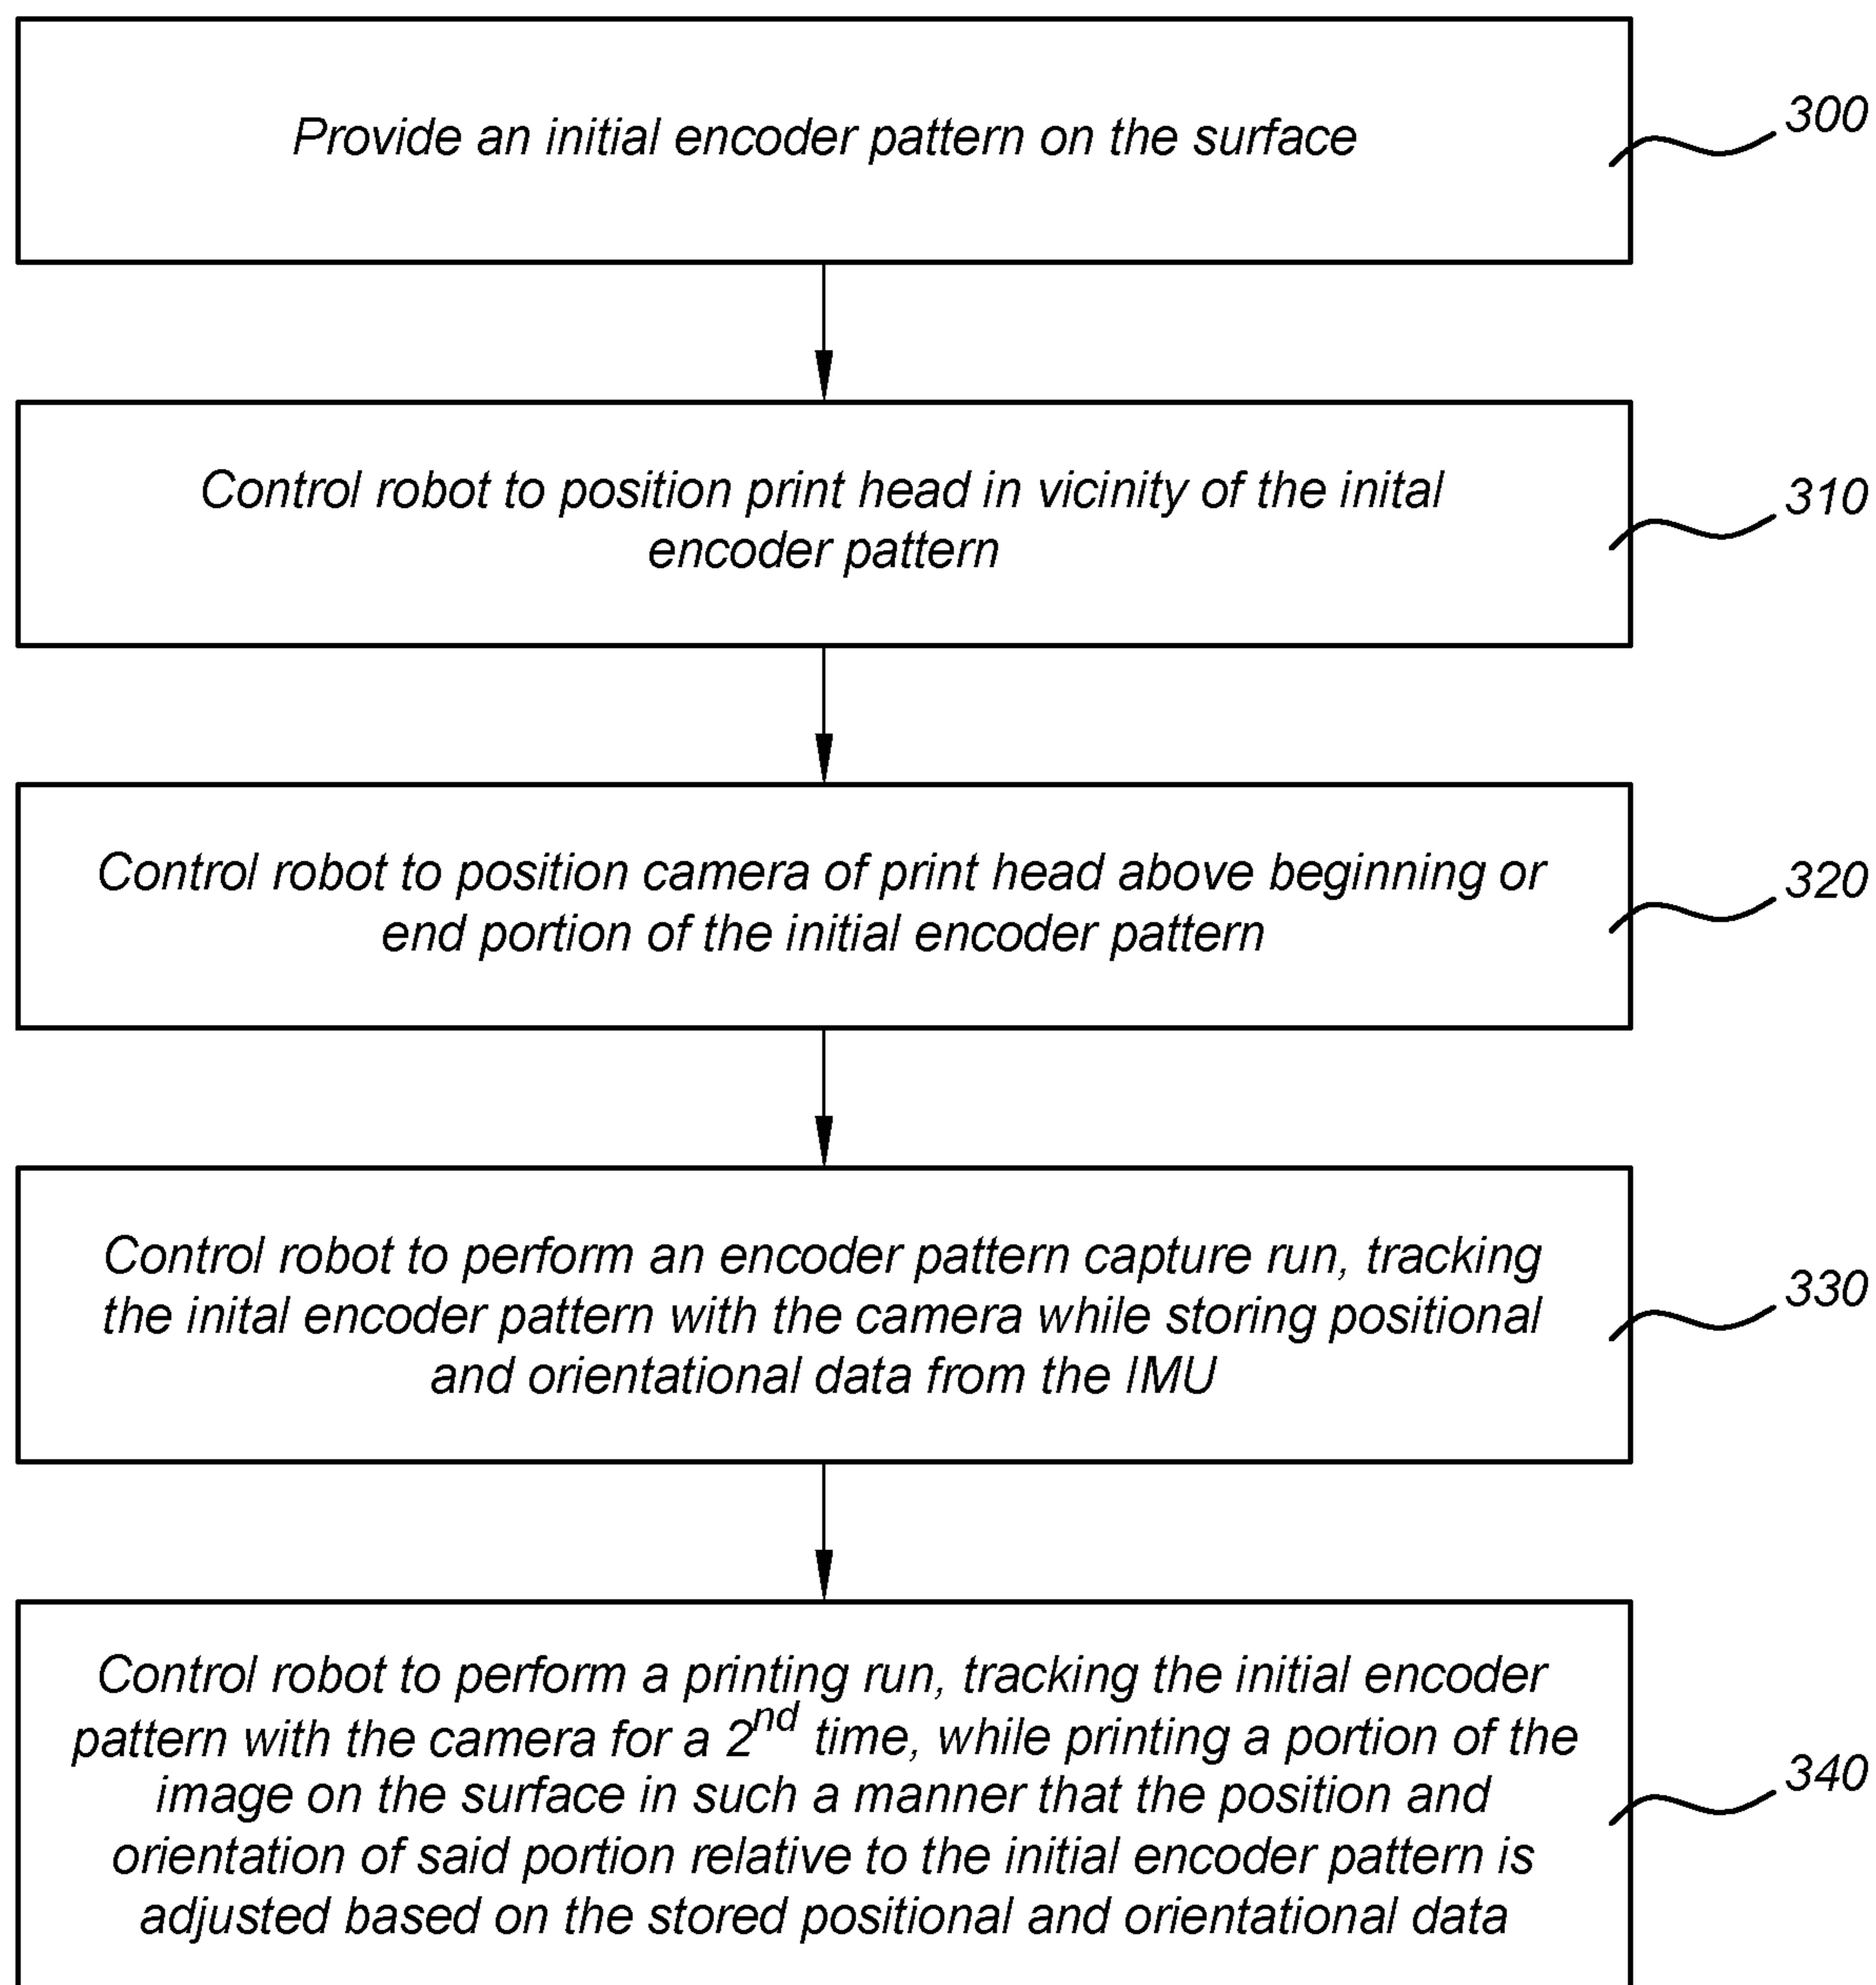 Provide an initial encoder pattern on the surface
300
Control robot to position print head in vicinity of the inital
encoder pattern
310
Control robot to position camera of print head above beginning or
end portion of the initial encoder pattern
320
Control robot to perform an encoder pattern capture run, tracking
the inital encoder pattern with the camera while storing positional
and orientational data from the IMU
330
Control robot to perform a printing run, tracking the initial encoder
pattern with the camera for a 2nd time, while printing a portion of the
image on the surface in such a manner that the position and
orientation of said portion relative to the initial encoder pattern is
adjusted based on the stored positional and orientational data
340